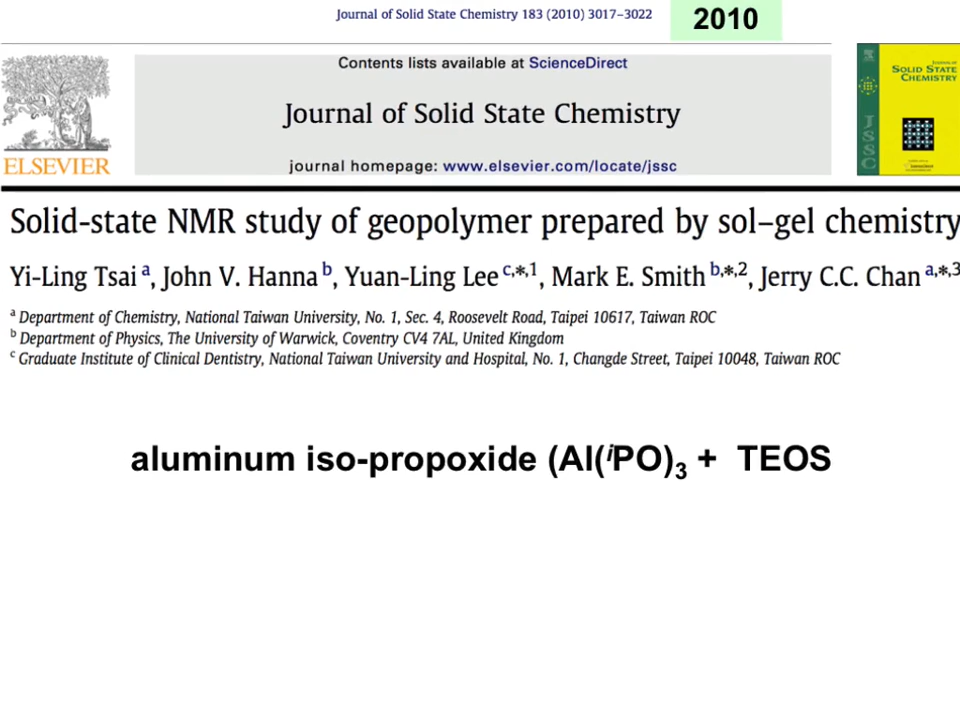 Journal of Solid State Chemistry 183 (2010) 3017–3022
2010
Contents lists available at ScienceDirect
Journal of Solid State Chemistry
journal homepage: www.elsevier.com/locate/jssc
ELSEVIER
SOLID STATE
CHEMISTRY
JSSC
Solid-state NMR study of geopolymer prepared by sol–gel chemistry
Yi-Ling Tsai a, John V. Hanna b, Yuan-Ling Lee c,*,1, Mark E. Smith b,*,2, Jerry C.C. Chan a,*,3
a Department of Chemistry, National Taiwan University, No. 1, Sec. 4, Roosevelt Road, Taipei 10617, Taiwan ROC
b Department of Physics, The University of Warwick, Coventry CV4 7AL, United Kingdom
c Graduate Institute of Clinical Dentistry, National Taiwan University and Hospital, No. 1, Changde Street, Taipei 10048, Taiwan ROC
aluminum iso-propoxide (Al(iPO)3 + TEOS